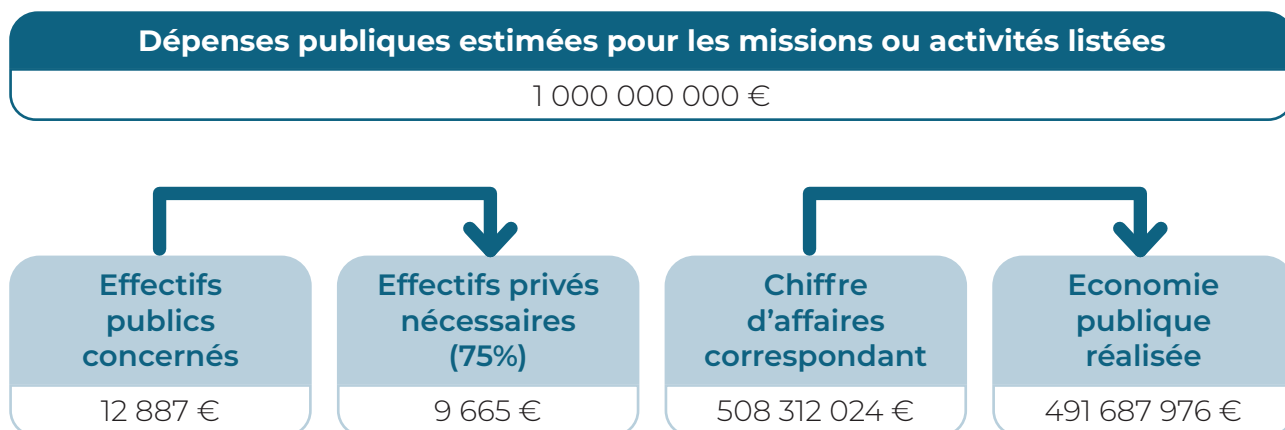 Dépenses publiques estimées pour les missions ou activités listées
1 000 000 000 €
Effectifs
publics
concernés
12 887 €
Effectifs privés
nécessaires
(75%)
9 665 €
Chiffre
d’affaires
correspondant
508 312 024 €
Economie
publique
réalisée
491 687 976 €